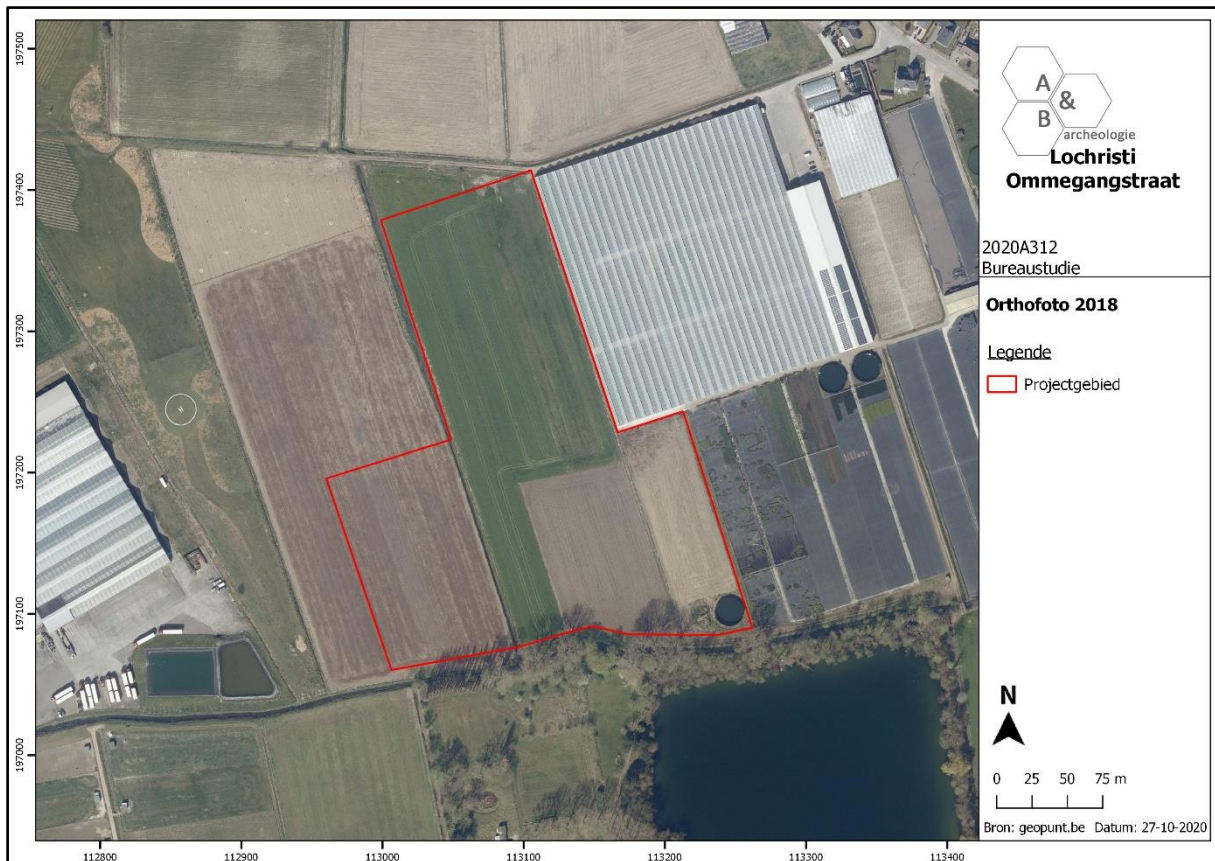 197500
197400
197300
197200
197100
197000
112800
112900
113000
113100
113200
113300
113400
H
A
&
B
archeologie
Lochristi
Ommegangstraat
2020A312
Bureaustudie
Orthofoto 2018
Legende
Projectgebied
N
0 25 50 75 m
Bron: geopunt.be Datum: 27-10-2020